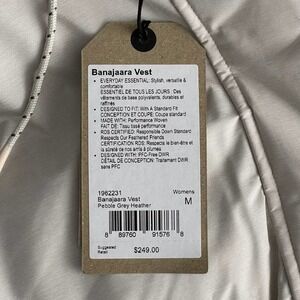 Banajaara Vest
• EVERYDAY ESSENTIAL: Stylish, versatile &
comfortable
ESSENTIEL DE TOUS LES JOURS : Des
vêtements de base polyvalents, durables et
raffinés
• DESIGNED TO FIT: With A Standard Fit
CONCEPTION ET COUPE: Coupe standard
• MADE WITH: Performance Woven
FAIT DE: Tissu tissé performance
• RDS CERTIFIED: Responsible Down Standard
Respects Our Feathered Friends
CERTIFICATION RDS: Respecte le bien-être et
la sûreté de nos amis à plumes
• DESIGNED WITH: PFC-Free DWR
DÉTAIL DE CONCEPTION: Traitement DWR
sans PFC
1962231
Womens
Banajaara Vest
M
Pebble Grey Heather
8 89760 91576 8
Suggested
Retail
$249.00